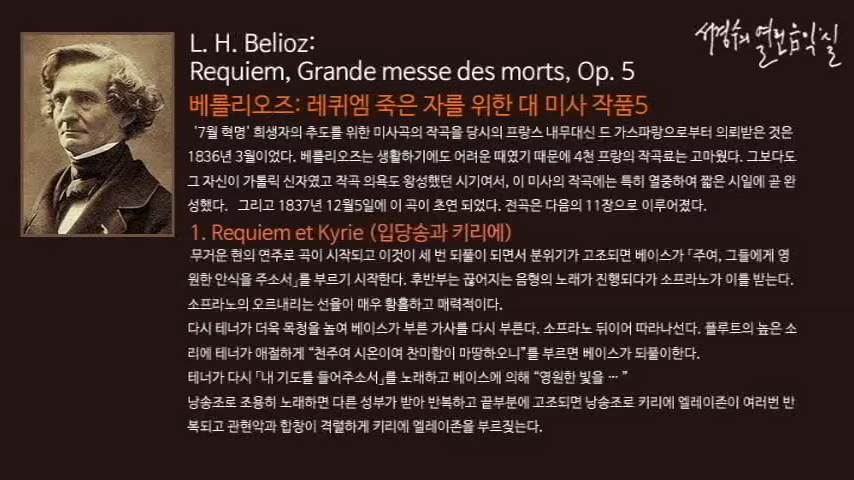 서경수의 열린음악실
L. H. Belioz:
Requiem, Grande messe des morts, Op. 5
베를리오즈: 레퀴엠 죽은 자를 위한 대 미사 작품5
'7월 혁명' 희생자의 추도를 위한 미사곡의 작곡을 당시의 프랑스 내무대신 드 가스파랑으로부터 의뢰받은 것은
1836년 3월이었다. 베를리오즈는 생활하기에도 어려운 때였기 때문에 4천 프랑의 작곡료는 고마웠다. 그보다도
그 자신이 가톨릭 신자였고 작곡 의욕도 왕성했던 시기여서, 이 미사의 작곡에는 특히 열중하여 짧은 시일에 곧 완
성했다. 그리고 1837년 12월5일에 이 곡이 초연 되었다. 전곡은 다음의 11장으로 이루어졌다.
1. Requiem et Kyrie (입당송과 키리에)
무거운 현의 연주로 곡이 시작되고 이것이 세 번 되풀이 되면서 분위기가 고조되면 베이스가 「주여, 그들에게 영
원한 안식을 주소서」를 부르기 시작한다. 후반부는 끊어지는 음형의 노래가 진행되다가 소프라노가 이를 받는다.
소프라노의 오르내리는 선율이 매우 황홀하고 매력적이다.
다시 테너가 더욱 목청을 높여 베이스가 부른 가사를 다시 부른다. 소프라노 뒤이어 따라나선다. 플루트의 높은 소
리에 테너가 애절하게 “천주여 시온이여 찬미함이 마땅하오니”를 부르면 베이스가 되풀이한다.
테너가 다시 「내 기도를 들어주소서」를 노래하고 베이스에 의해 “영원한 빛을 … ”
낭송조로 조용히 노래하면 다른 성부가 받아 반복하고 끝부분에 고조되면 낭송조로 키리에 엘레이존이 여러번 반
복되고 관현악과 합창이 격렬하게 키리에 엘레이존을 부르짖는다.